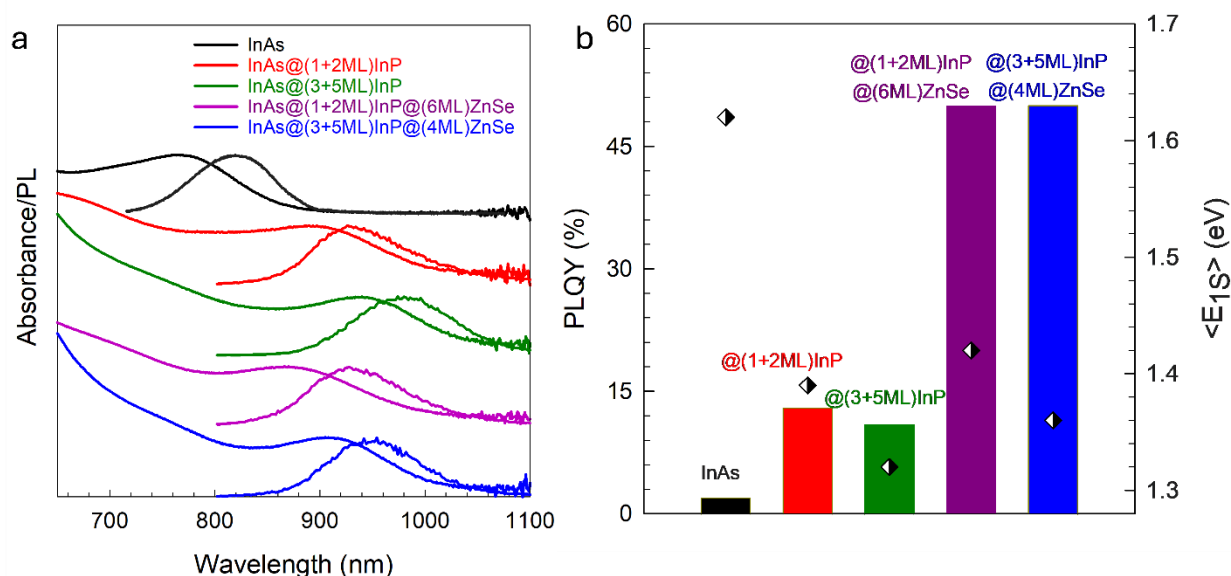 a
InAs
InAs@(1+2ML)InP
InAs@(3+5ML)InP
InAs@(1+2ML)InP@(6ML)ZnSe
InAs@(3+5ML)InP@(4ML)ZnSe
Absorbance/PL
700 800 900 1000 1100
Wavelength (nm)
b
60
45
30
15
0
PLQY (%)
@(1+2ML)InP
@(6ML)ZnSe
@(3+5ML)InP
@(4ML)ZnSe
@(1+2ML)InP
@(3+5ML)InP
InAs
1.7
1.6
1.5
1.4
1.3
<E1S> (eV)